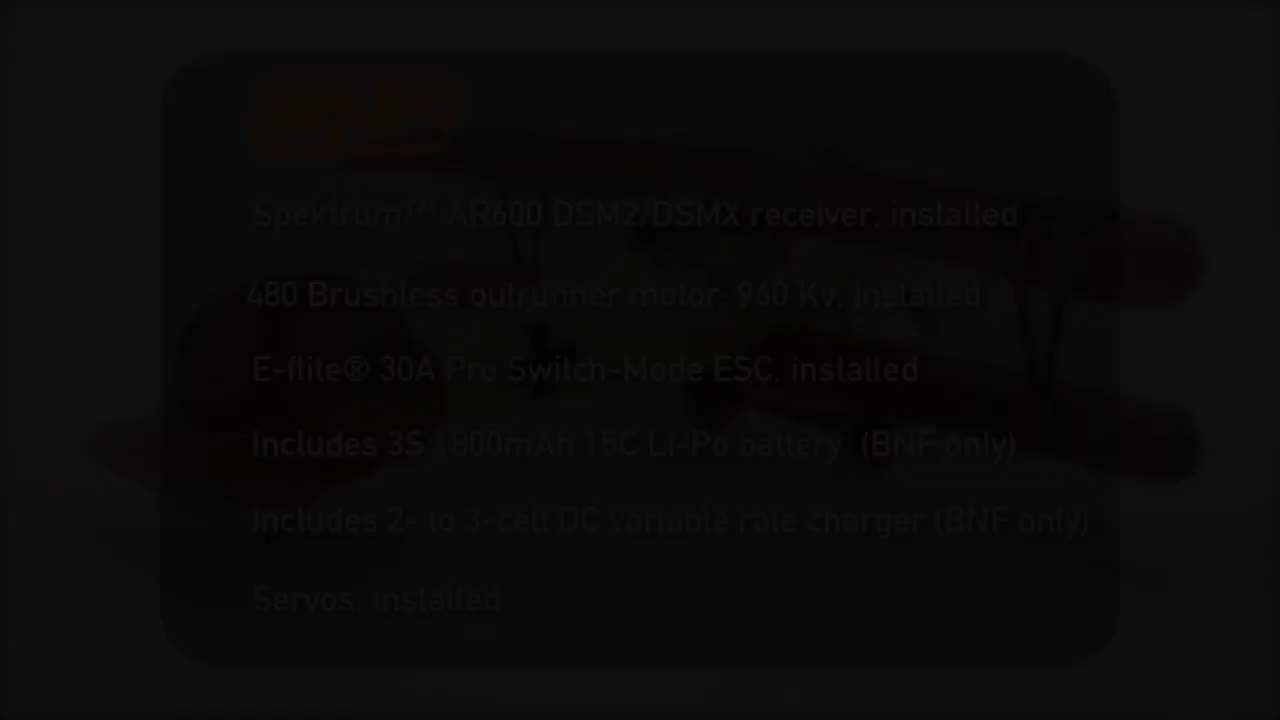 Spektrum™ AR600 DSM2/DSMX receiver, installed
480 Brushless outrunner motor, 960 Kv, installed
E-flite® 30A Pro Switch-Mode ESC, installed
Includes 3S 1800mAh 15C Li-Po battery (BNF only)
Includes 2- to 3-cell DC variable rate charger (BNF only)
Servos, installed